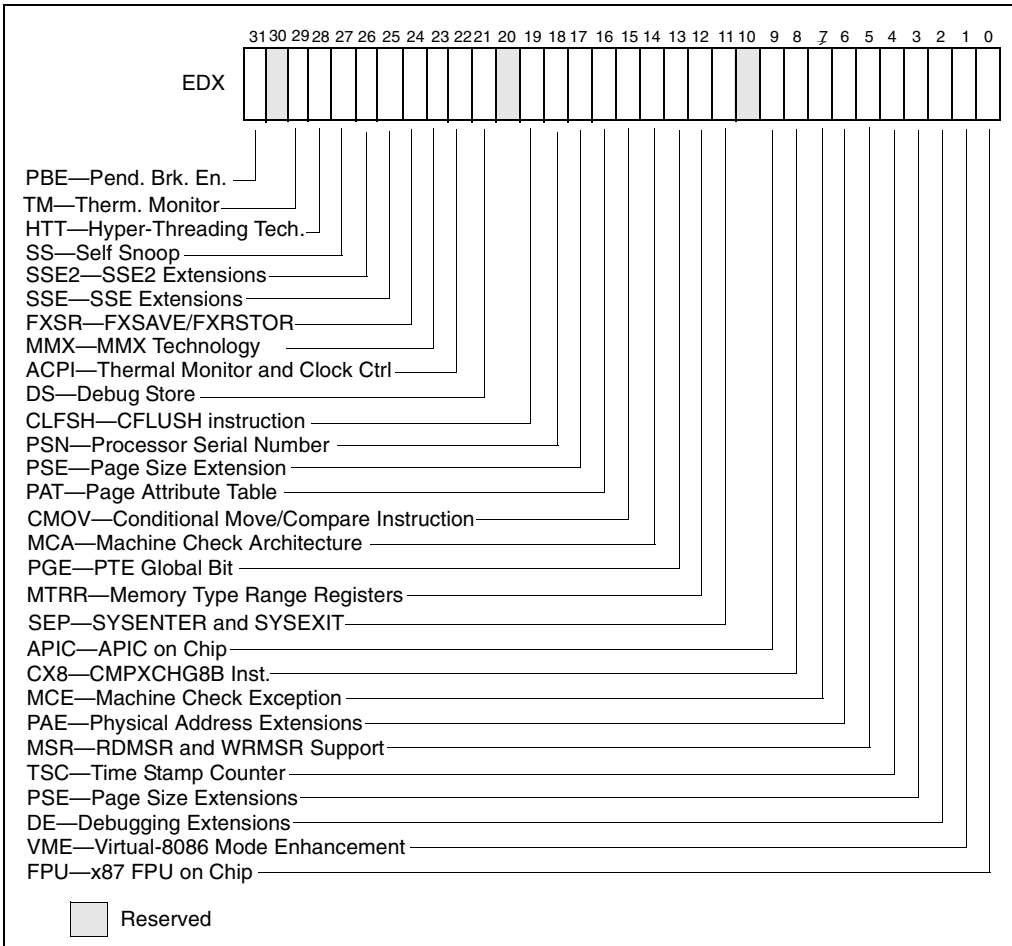 31 30 29 28 27 26 25 24 23 22 21 20 19 18 17 16 15 14 13 12 11 10 9 8 7 6 5 4 3 2 1 0
EDX
PBE—Pend. Brk. En.
TM—Therm. Monitor
HTT—Hyper-Threading Tech.
SS—Self Snoop
SSE2—SSE2 Extensions
SSE—SSE Extensions
FXSR—FXSAVE/FXRSTOR
MMX—MMX Technology
ACPI—Thermal Monitor and Clock Ctrl
DS—Debug Store
CLFSH—CFLUSH instruction
PSN—Processor Serial Number
PSE—Page Size Extension
PAT—Page Attribute Table
CMOV—Conditional Move/Compare Instruction
MCA—Machine Check Architecture
PGE—PTE Global Bit
MTRR—Memory Type Range Registers
SEP—SYSENTER and SYSEXIT
APIC—APIC on Chip
CX8—CMPXCHG8B Inst.
MCE—Machine Check Exception
PAE—Physical Address Extensions
MSR—RDMSR and WRMSR Support
TSC—Time Stamp Counter
PSE—Page Size Extensions
DE—Debugging Extensions
VME—Virtual-8086 Mode Enhancement
FPU—x87 FPU on Chip
Reserved